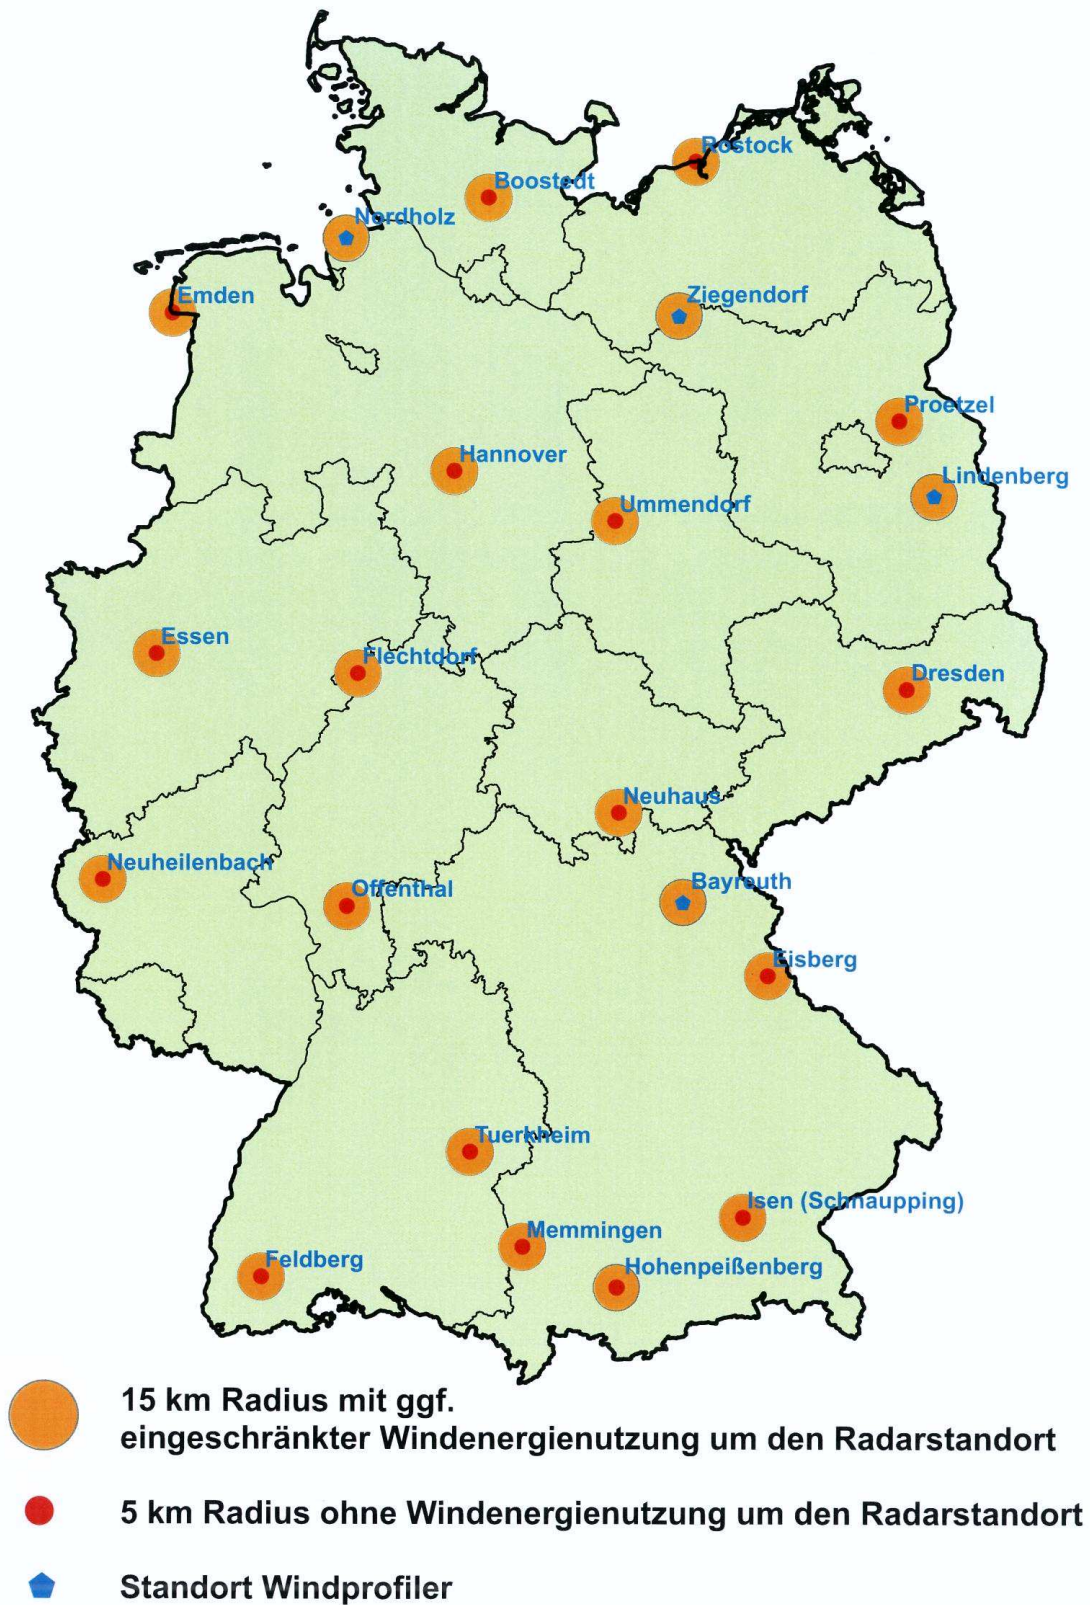 Rostock
Boostedt
Nordholz
Emden
Ziegendorf
Proetzel
Hannover
Lindenberg
Ummendorf
Essen
Flechtdorf
Dresden
Neuhaus
Neuheilenbach
Offenthal
Bayreuth
Eisberg
Tuerkheim
Isen (Schnaupping)
Memmingen
Feldberg
Hohenpeißenberg
15 km Radius mit ggf.
eingeschränkter Windenergienutzung um den Radarstandort
5 km Radius ohne Windenergienutzung um den Radarstandort
Standort Windprofiler